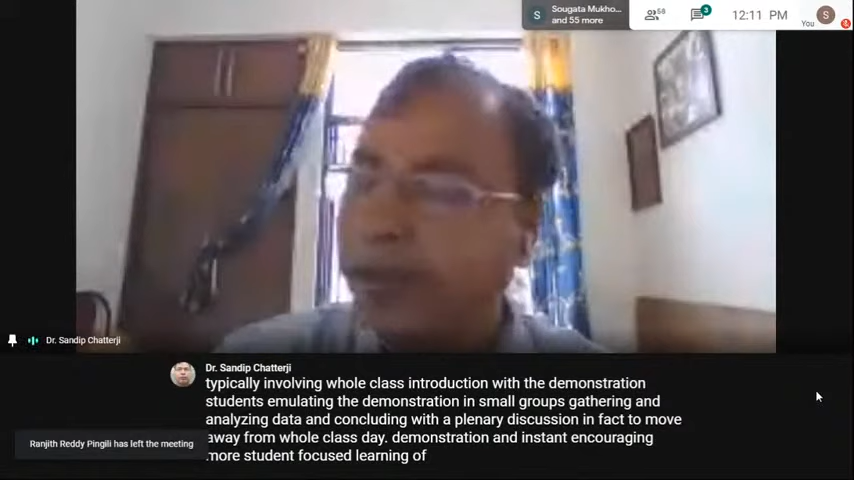 Sougata Mukho...
and 55 more
S
58
3
12:11 PM
You
S
Dr. Sandip Chatterji
Dr. Sandip Chatterji
typically involving whole class introduction with the demonstration
students emulating the demonstration in small groups gathering and
analyzing data and concluding with a plenary discussion in fact to move
away from whole class day. demonstration and instant encouraging
more student focused learning of
Ranjith Reddy Pingili has left the meeting